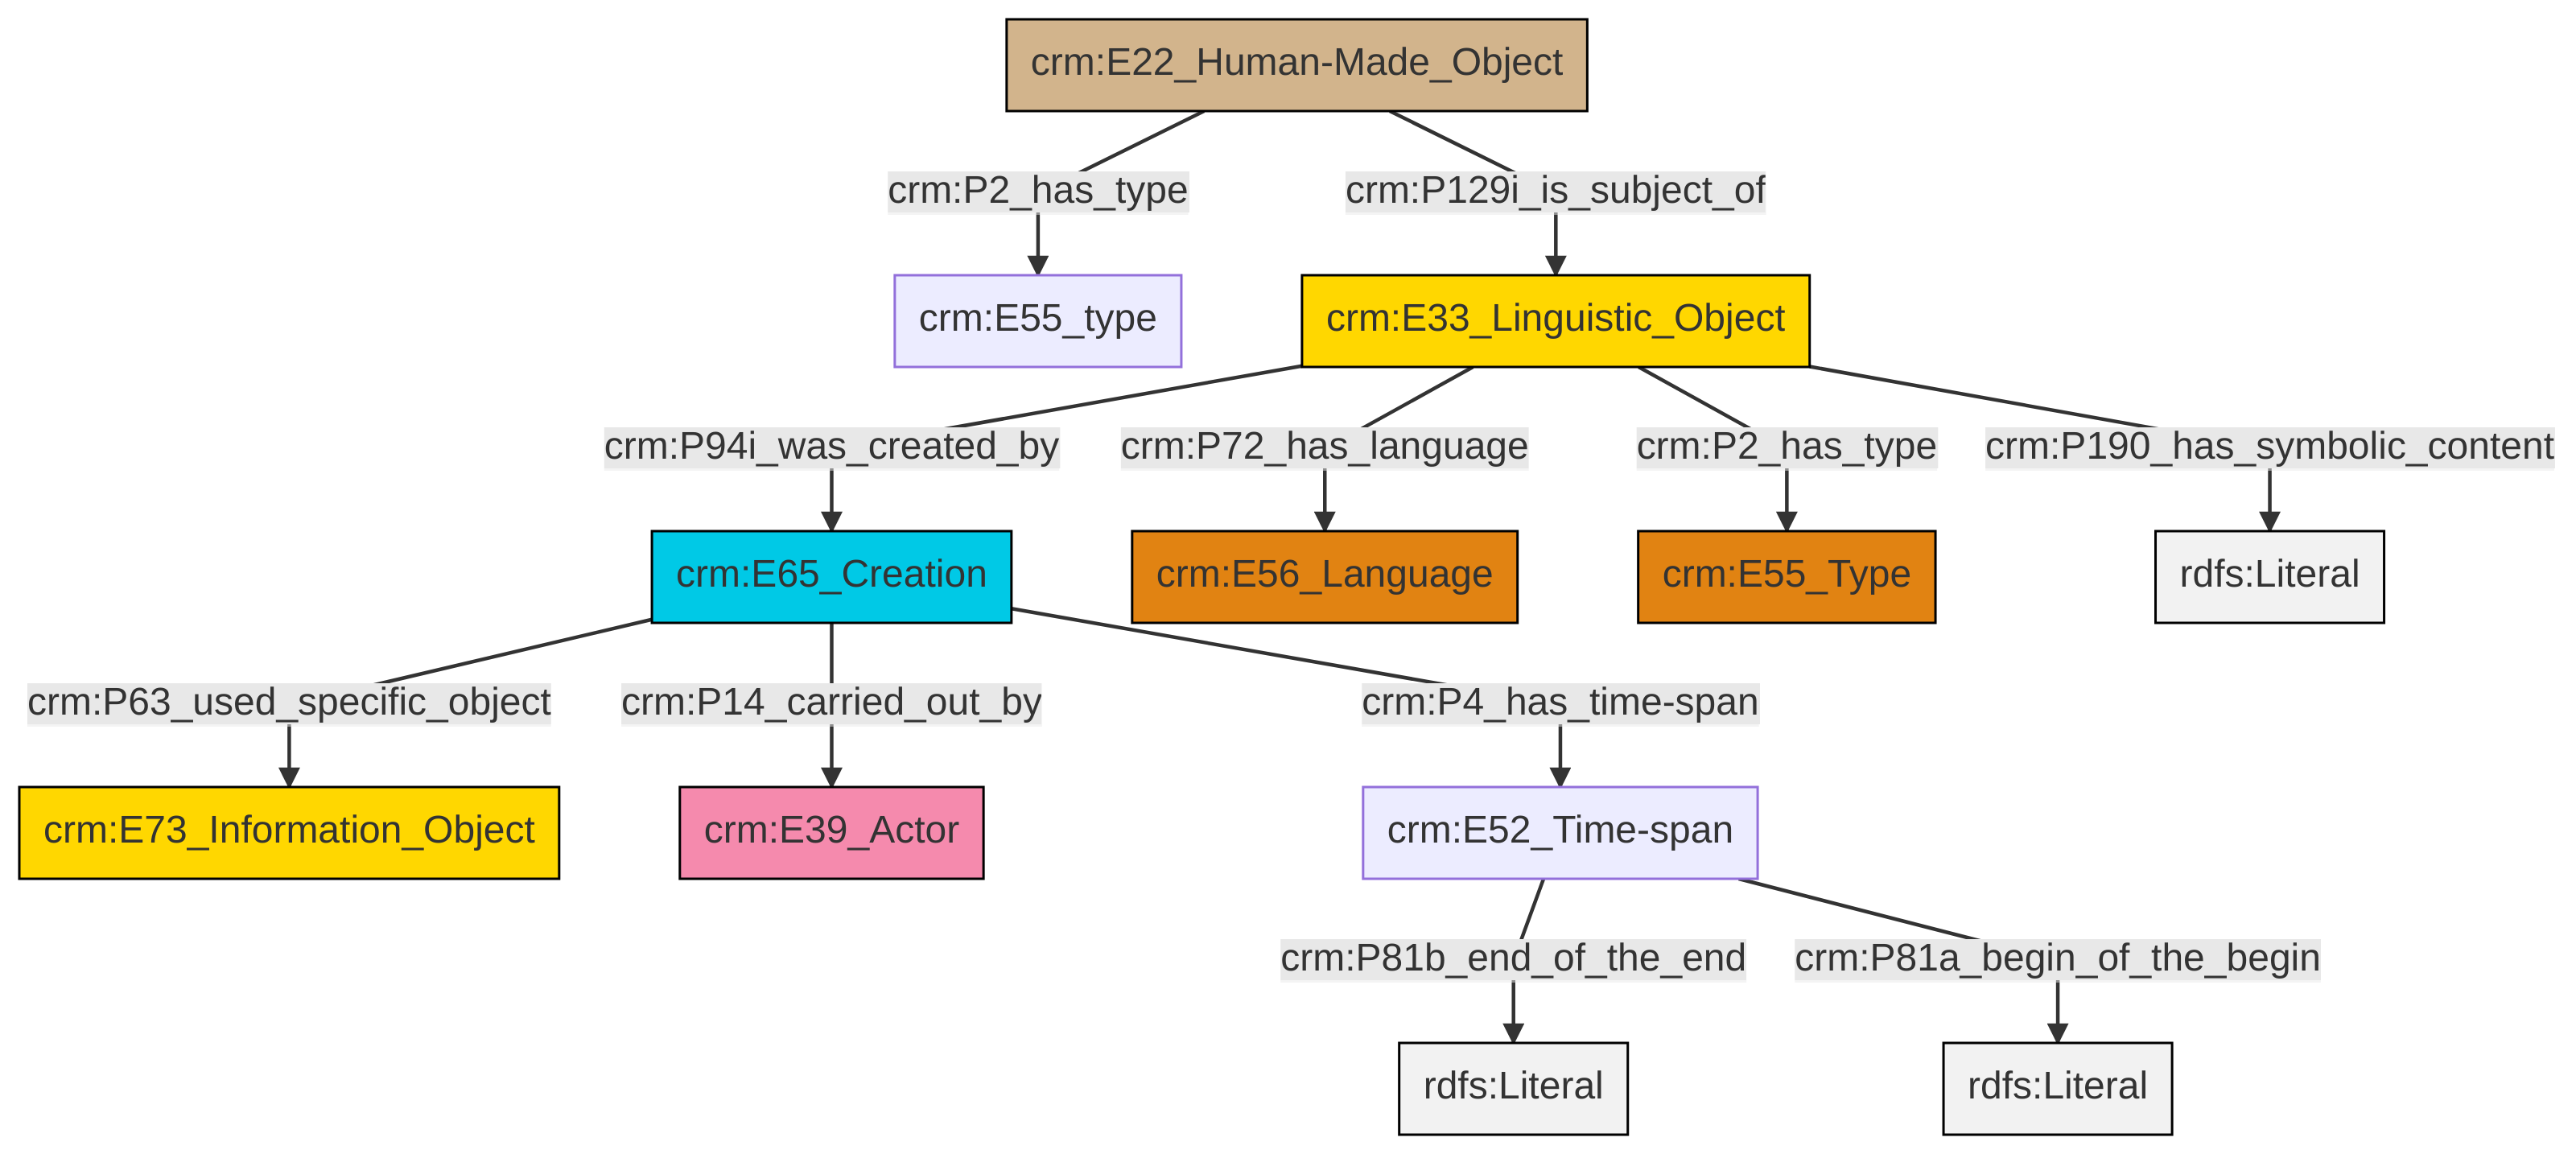 crm:E22_Human-Made_Object
crm:P2_has_type
crm:P129i_is_subject_of
crm:E55_type
crm:E33_Linguistic_Object
crm:P94i_was_created_by
crm:P72_has_language
crm:P2_has_type
crm:P190_has_symbolic_content
crm:E65_Creation
crm:E56_Language
crm:E55_Type
rdfs:Literal
crm:P63_used_specific_object
crm:P14_carried_out_by
crm:P4_has_time-span
crm:E73_Information_Object
crm:E39_Actor
crm:E52_Time-span
crm:P81b_end_of_the_end
crm:P81a_begin_of_the_begin
rdfs:Literal
rdfs:Literal